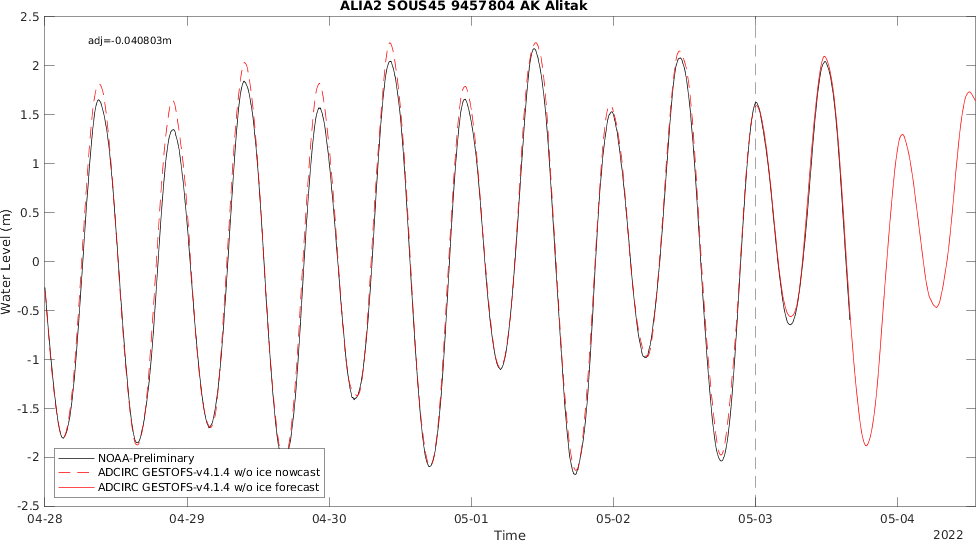 ALIA2 SOUS45 9457804 AK Alitak
adj=-0.040803m
Water Level (m)
2.5
2
1.5
1
0.5
0
-0.5
-1
-1.5
-2
-2.5
NOAA-Preliminary
ADCIRC GESTOFS-v4.1.4 w/o ice nowcast
ADCIRC GESTOFS-v4.1.4 w/o ice forecast
04-28 04-29 04-30 05-01 05-02 05-03 05-04
Time
2022